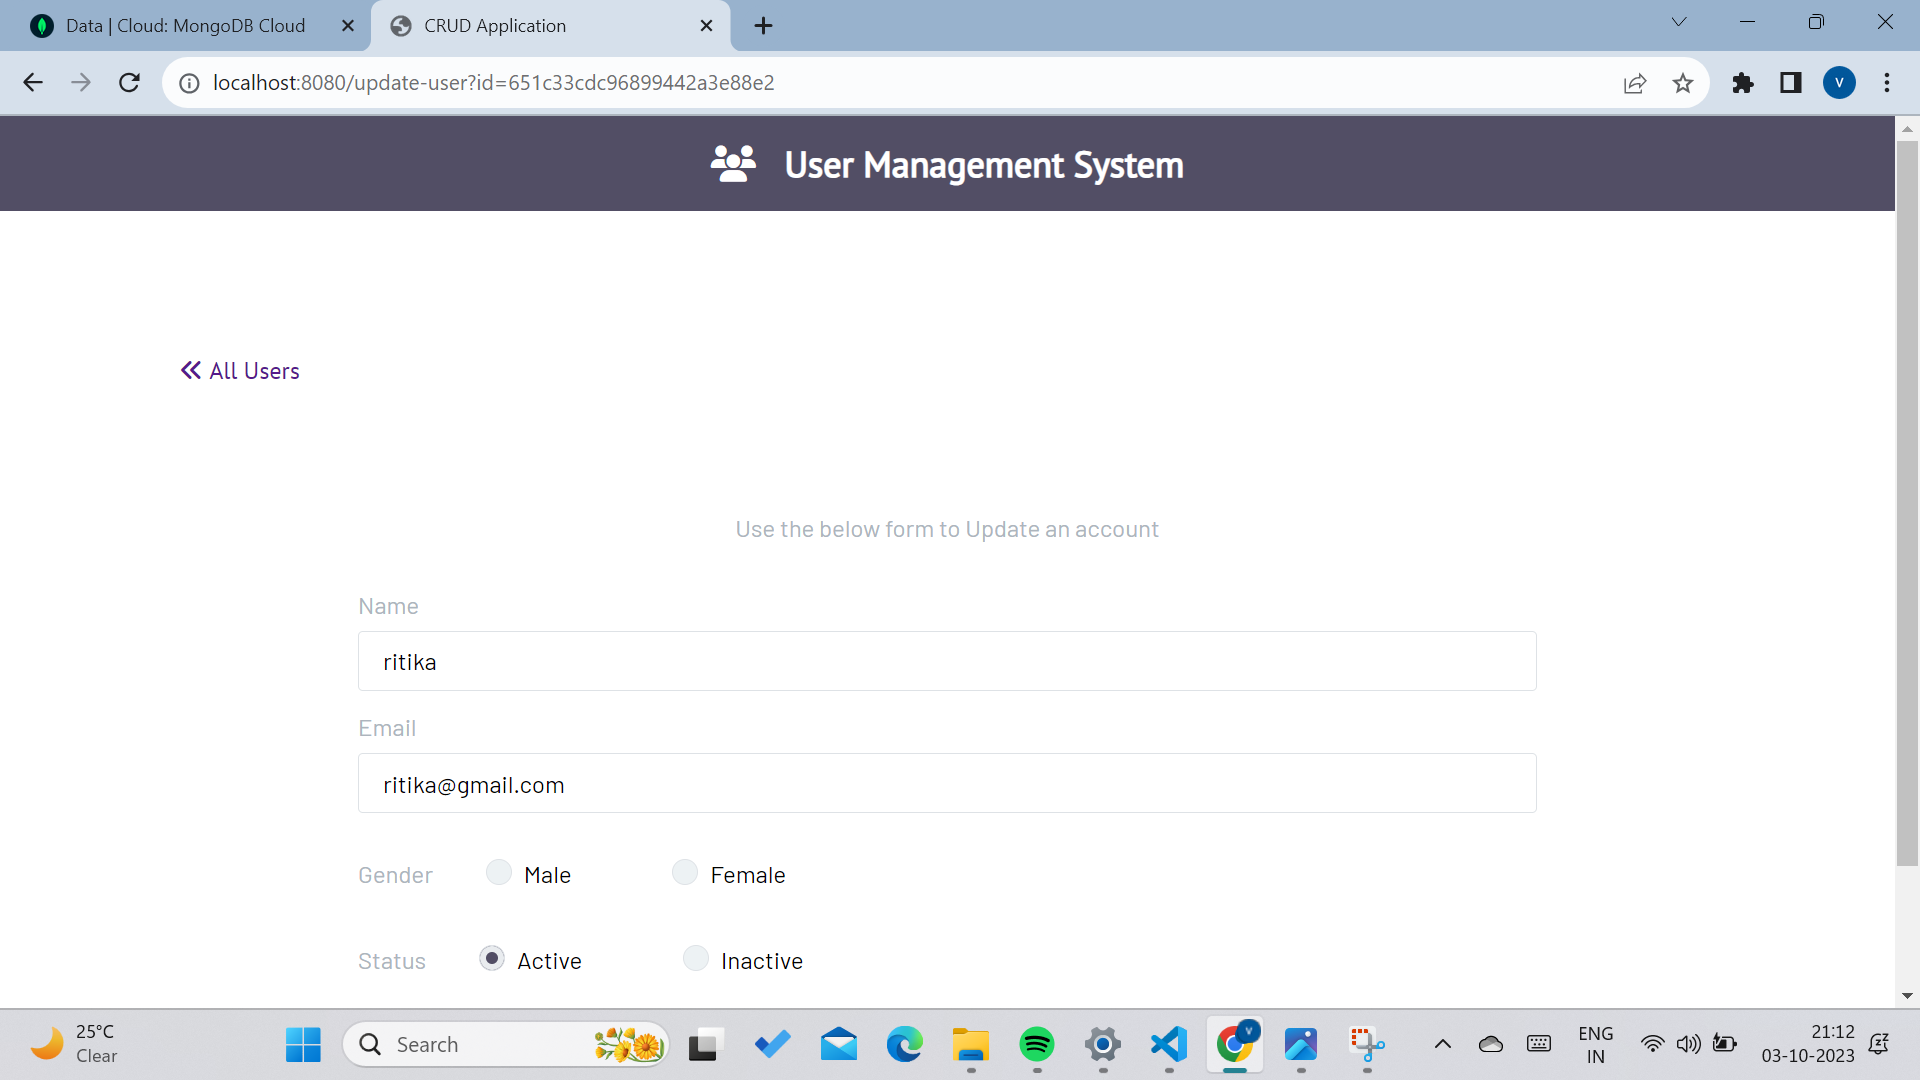 Data | Cloud: MongoDB Cloud
CRUD Application
localhost:8080/update-user?id=651c33cdc96899442a3e88e2
V
User Management System
All Users
Use the below form to Update an account
Name
ritika
Email
ritika@gmail.com
Gender Male Female
Status Active Inactive
25°C
Clear
Search
V
ENG
IN
21:12
03-10-2023